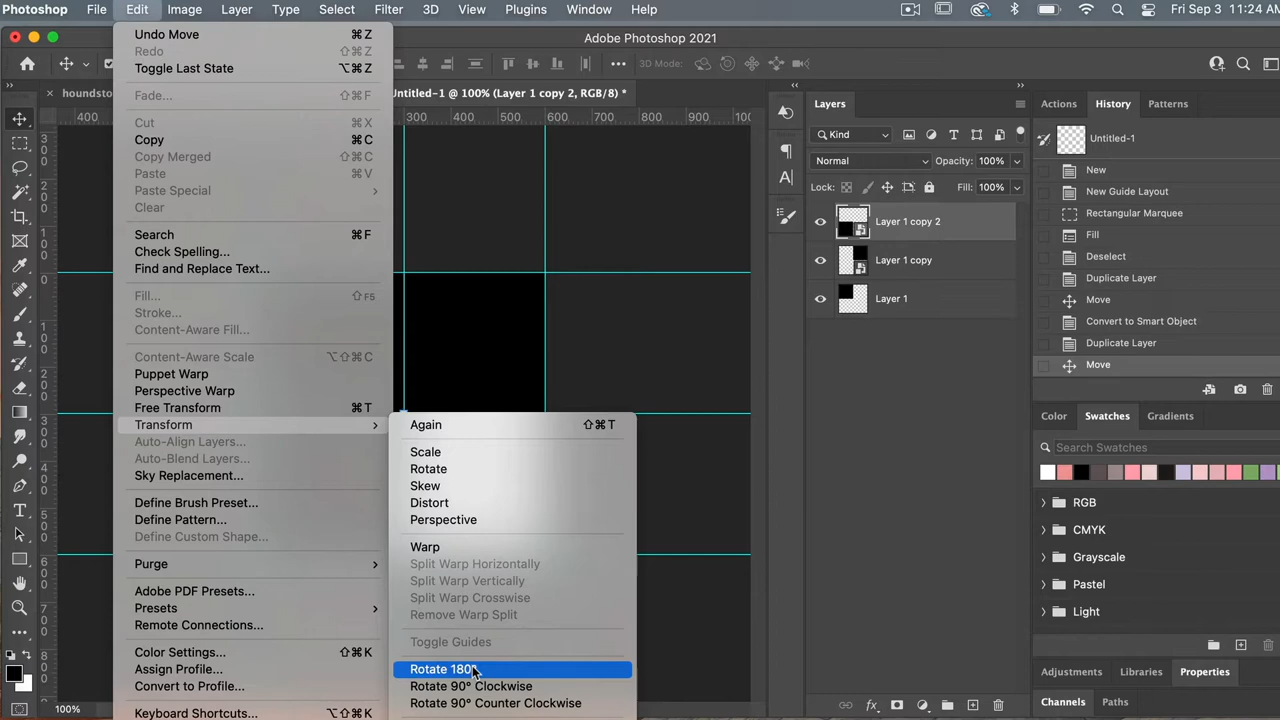 Photoshop File Edit Image Layer Type Select Filter 3D View Plugins Window Help Fri Sep 3 11:24 AM
Adobe Photoshop 2021
3D Mode:
houndsto
Untitled-1 @ 100% (Layer 1 copy 2, RGB/8) *
400 300 400 500 600 700 800 900
Undo Move ⌘Z
Redo ⇧⌘Z
Toggle Last State ⌥⌘Z
Fade... ⇧⌘F
Cut ⌘X
Copy ⌘C
Copy Merged ⇧⌘C
Paste ⌘V
Paste Special
Clear
Search ⌘F
Check Spelling...
Find and Replace Text...
Fill... ⇧F5
Stroke...
Content-Aware Fill...
Content-Aware Scale ⌥⇧⌘C
Puppet Warp
Perspective Warp
Free Transform ⌘T
Transform
Auto-Align Layers...
Auto-Blend Layers...
Sky Replacement...
Define Brush Preset...
Define Pattern...
Define Custom Shape...
Purge
Adobe PDF Presets...
Presets
Remote Connections...
Color Settings... ⇧⌘K
Assign Profile...
Convert to Profile...
Keyboard Shortcuts...
Again ⇧⌘T
Scale
Rotate
Skew
Distort
Perspective
Warp
Split Warp Horizontally
Split Warp Vertically
Split Warp Crosswise
Remove Warp Split
Toggle Guides
Rotate 180°
Rotate 90° Clockwise
Rotate 90° Counter Clockwise
100%
Layers
Kind
Normal Opacity: 100%
Lock: Fill: 100%
Layer 1 copy 2
Layer 1 copy
Layer 1
fx
Actions History Patterns
Untitled-1
New
New Guide Layout
Rectangular Marquee
Fill
Deselect
Duplicate Layer
Move
Convert to Smart Object
Duplicate Layer
Move
Color Swatches Gradients
Search Swatches
RGB
CMYK
Grayscale
Pastel
Light
Adjustments Libraries Properties
Channels Paths